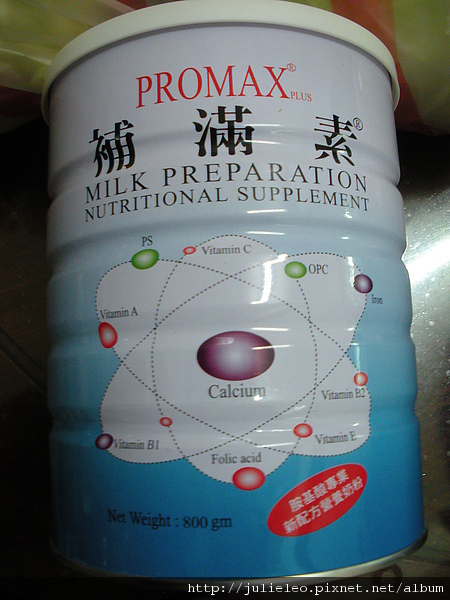 PROMAX®
PLUS
補滿素®
MILK PREPARATION
NUTRITIONAL SUPPLEMENT
PS
Vitamin C
OPC
Iron
Vitamin A
Calcium
Vitamin B2
Vitamin B1
Vitamin E
Folic acid
胺基酸專業
新配方營養奶粉
Net Weight : 800 gm
http://julieleo.pixnet.net/album